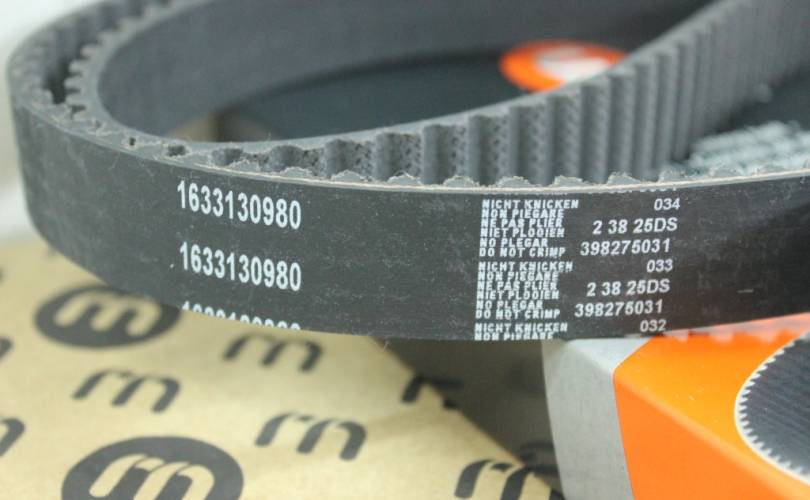 1633130980
1633130980
NICHT KNICKEN
NON PIEGARE
NE PAS PLIER
NIET PLOOIEN
NO PLEGAR
DO NOT CRIMP
034
2 38 25DS
398275031
NICHT KNICKEN
NON PIEGARE
NE PAS PLIER
NIET PLOOIEN
NO PLEGAR
DO NOT CRIMP
033
2 38 25DS
398275031
NICHT KNICKEN
NON PIEGARE
032